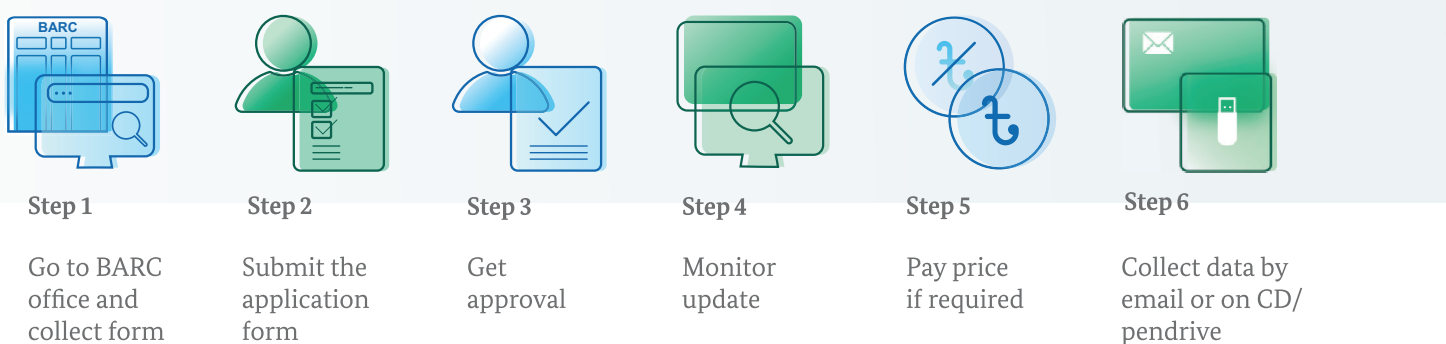 BARC
Step 1
Go to BARC
office and
collect form
Step 2
Submit the
application
form
Step 3
Get
approval
Step 4
Monitor
update
৳
৳
Step 5
Pay price
if required
Step 6
Collect data by
email or on CD/
pendrive